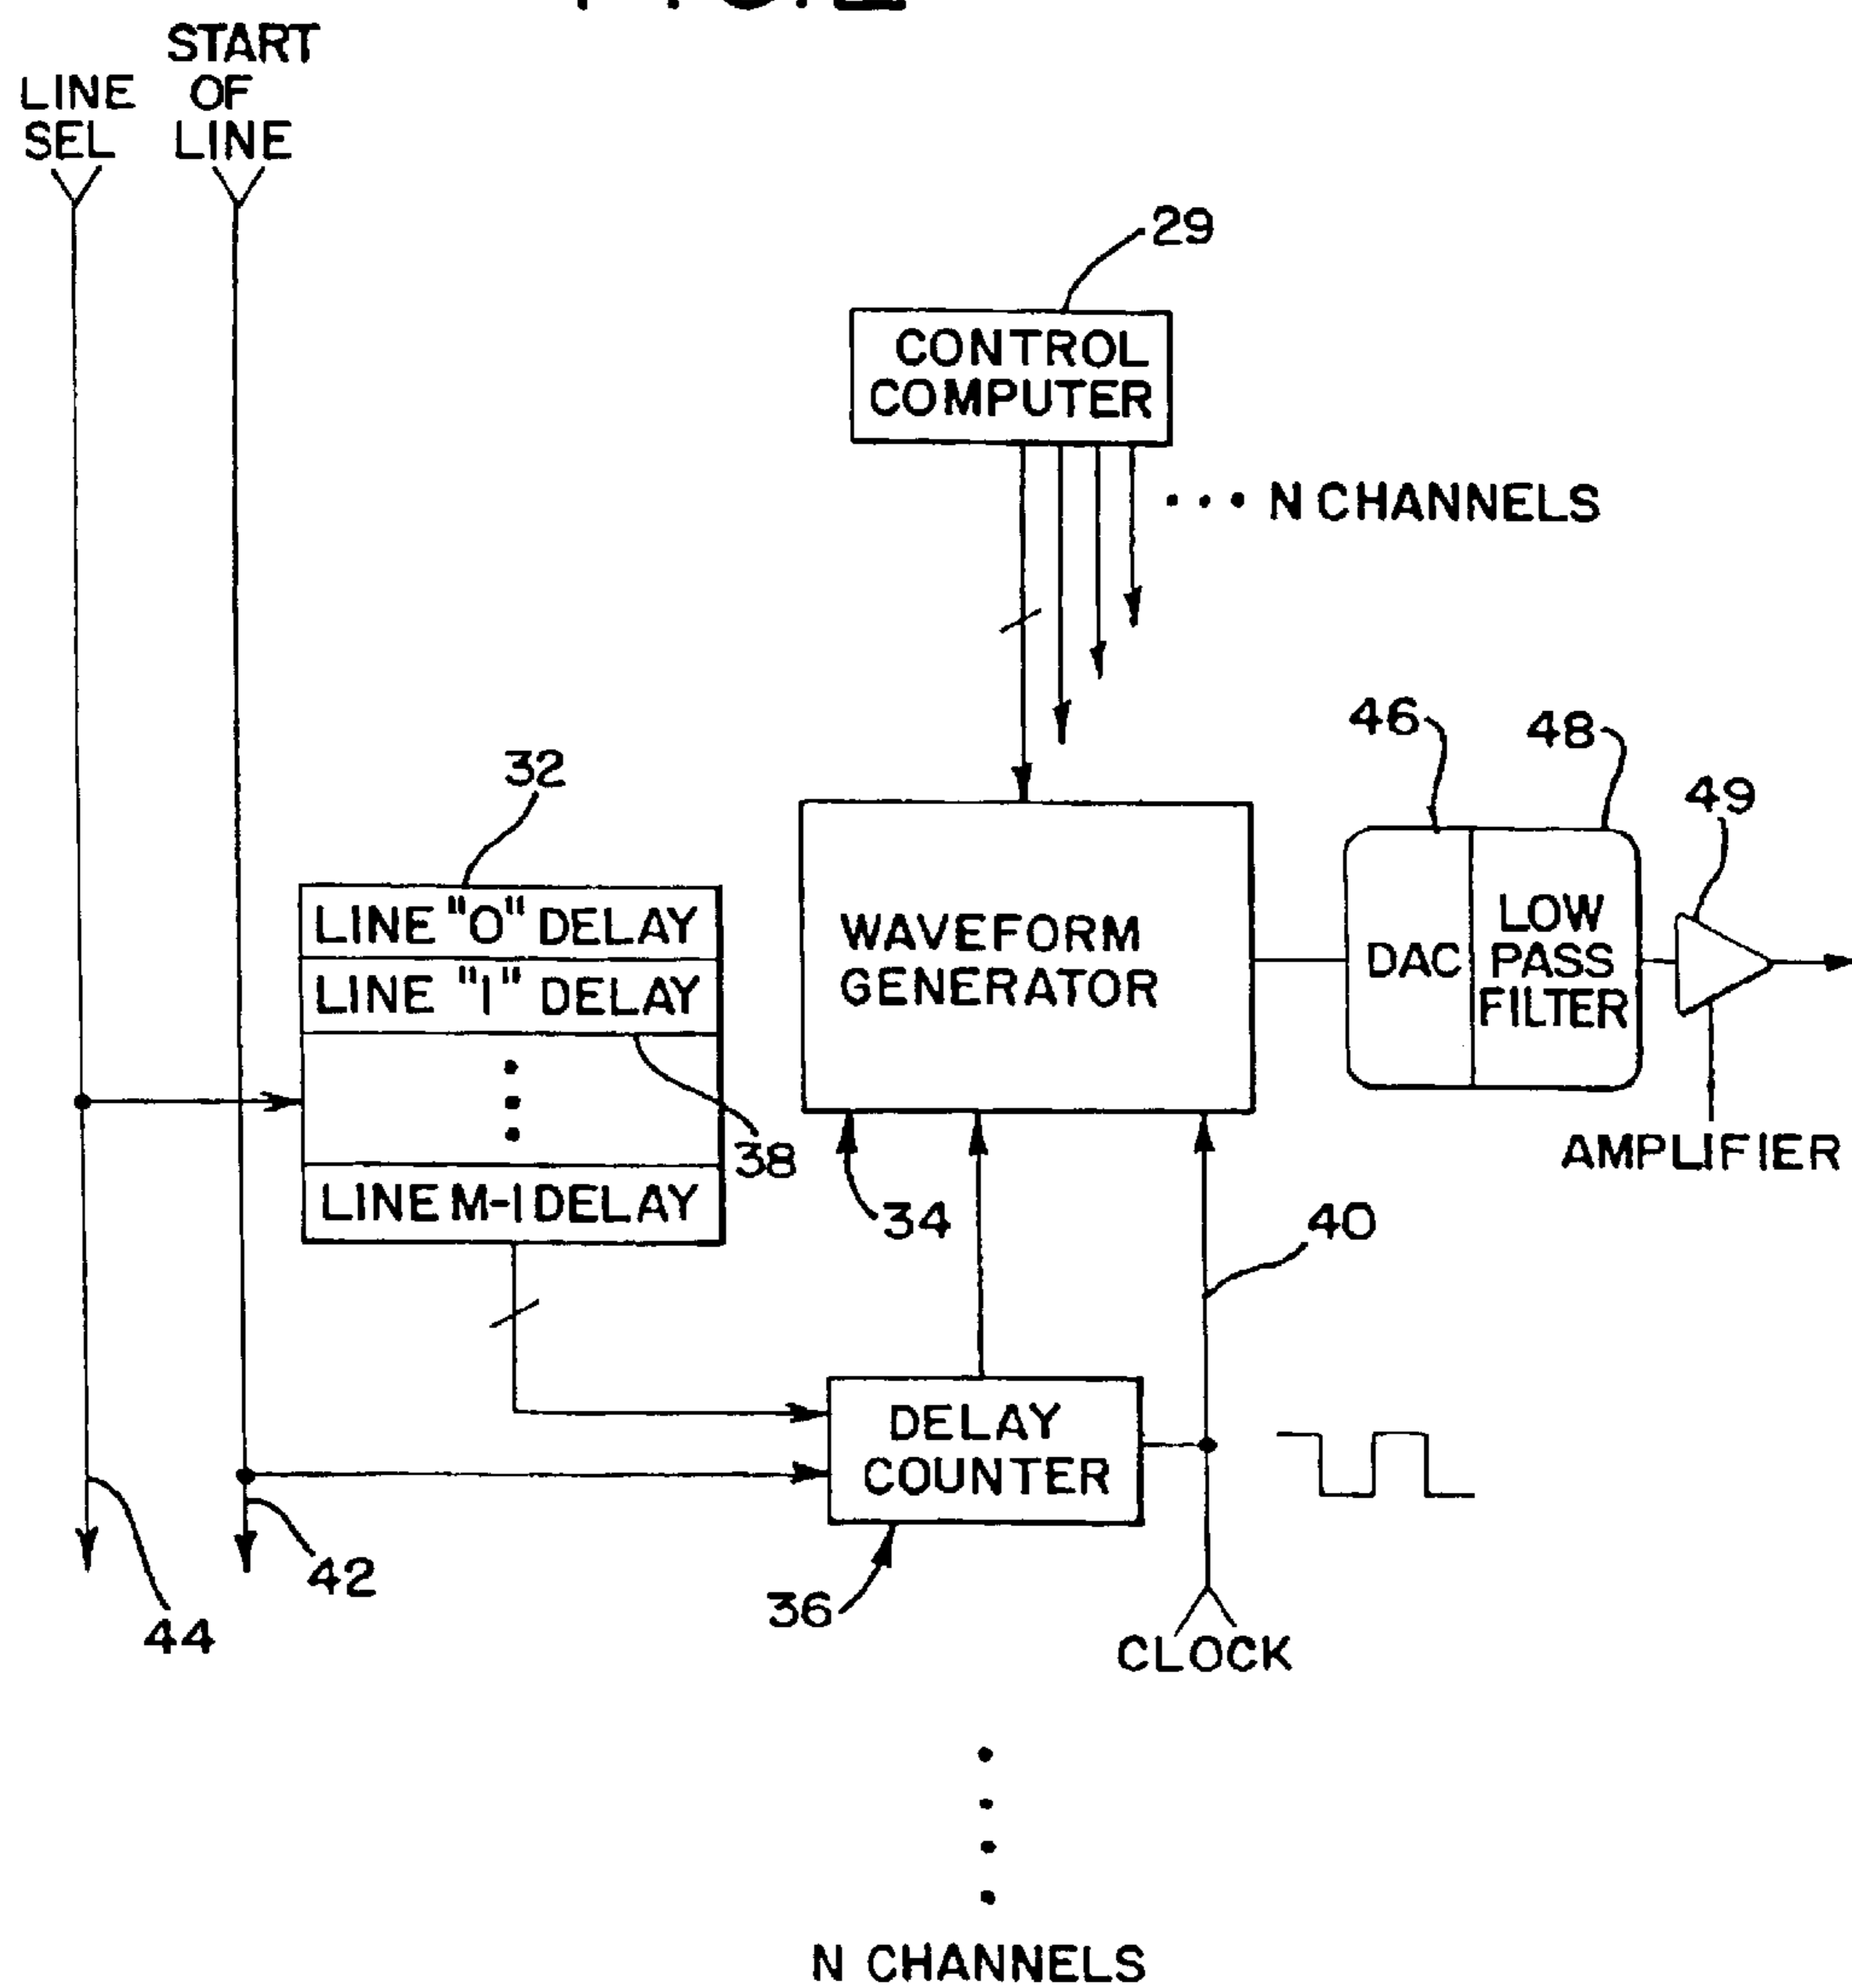 START
OF
LINE
LINE
SEL
29
CONTROL
COMPUTER
• • • N CHANNELS
32
46
48
49
LINE "0" DELAY
LINE "1" DELAY
LINE M-1 DELAY
38
WAVEFORM
GENERATOR
34
DAC
LOW
PASS
FILTER
AMPLIFIER
40
DELAY
COUNTER
36
42
44
CLOCK
N CHANNELS